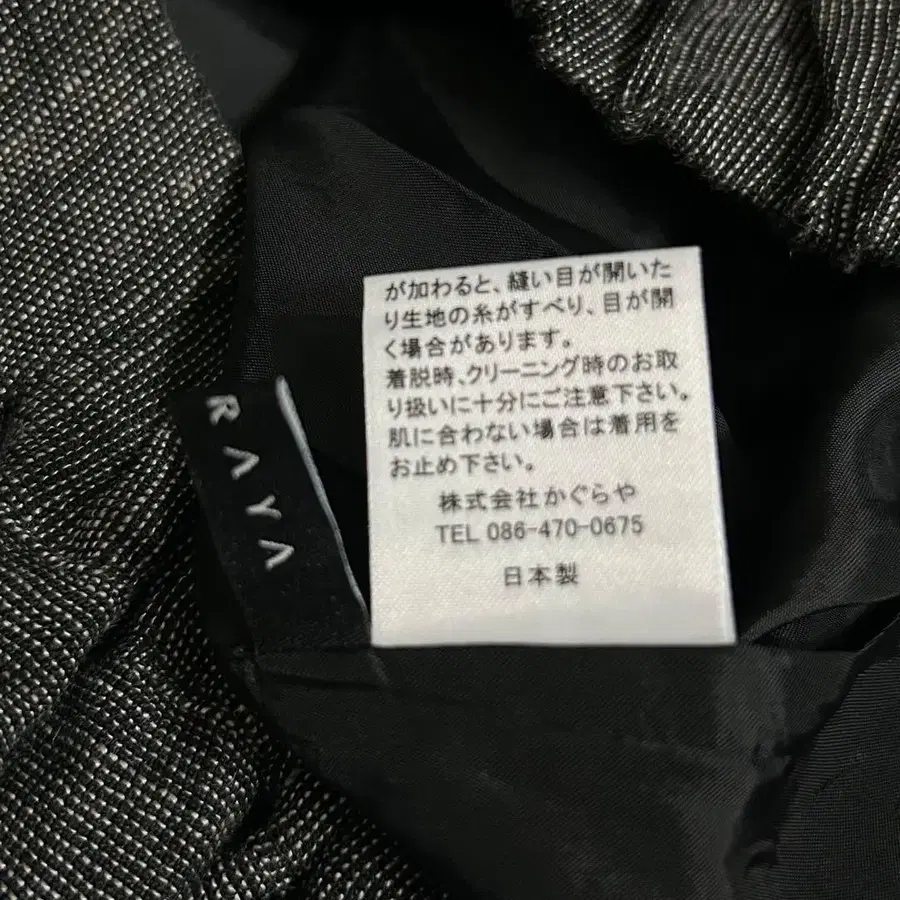 が加わると、縫い目が開いた
り生地の糸がすべり、目が開
く場合があります。
着脱時、クリーニング時のお取
り扱いに十分にご注意下さい。
肌に合わない場合は着用を
お止め下さい。
株式会社かぐらや
TEL 086-470-0675
日本製
RAYA